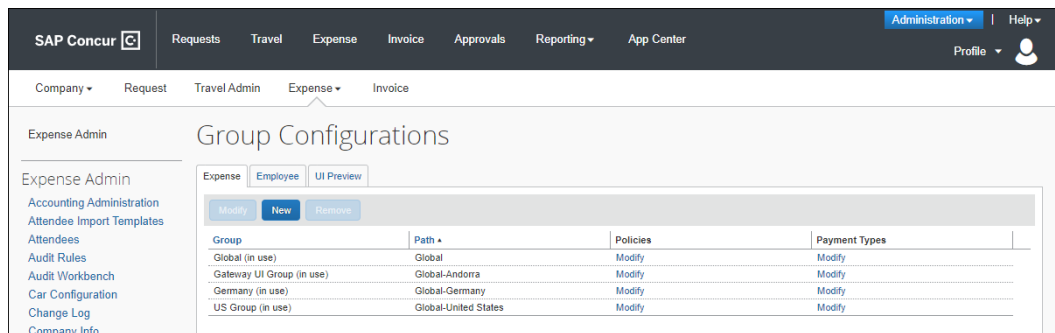 Administration ▾ | Help ▾
SAP Concur C Requests Travel Expense Invoice Approvals Reporting ▾ App Center
Profile ▾
Company ▾ Request Travel Admin Expense ▾ Invoice
Expense Admin
Group Configurations
Expense Employee UI Preview
Expense Admin
Modify New Remove
Accounting Administration
Attendee Import Templates
Attendees
Audit Rules
Audit Workbench
Car Configuration
Change Log
Company Info
Group Path ▴ Policies Payment Types
Global (in use) Global Modify Modify
Gateway UI Group (in use) Global-Andorra Modify Modify
Germany (in use) Global-Germany Modify Modify
US Group (in use) Global-United States Modify Modify